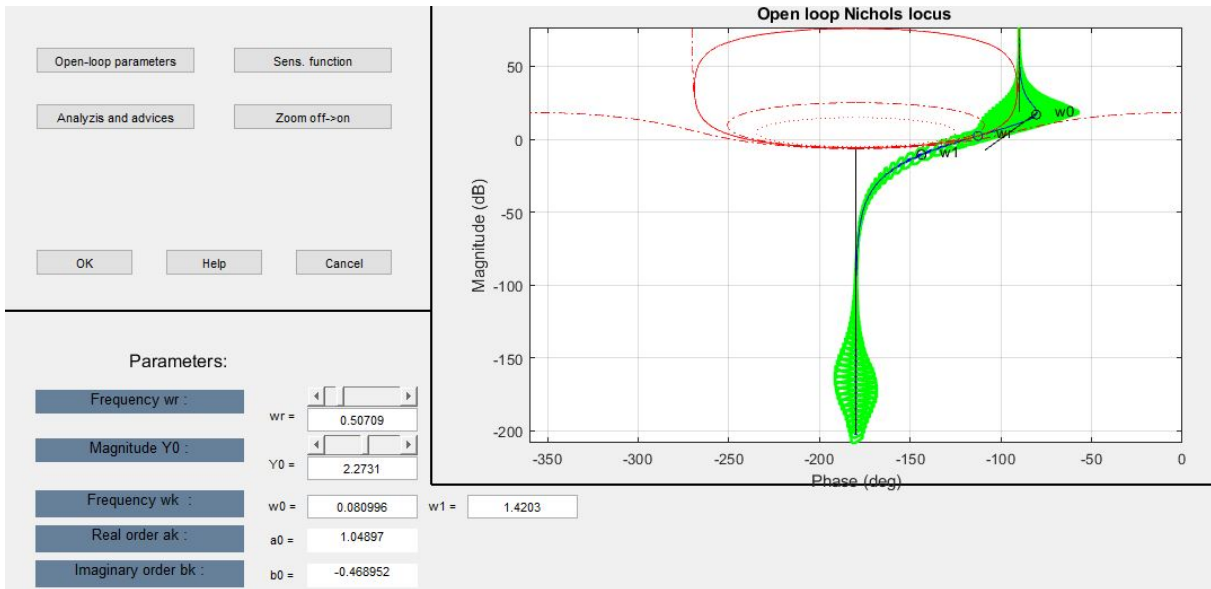 Open-loop parameters
Sens. function
Analyzis and advices
Zoom off->on
OK
Help
Cancel
Open loop Nichols locus
50
0
-50
-100
-150
-200
Magnitude (dB)
w0
wr
w1
-350
-300
-250
-200
-150
-100
-50
0
Phase (deg)
Parameters:
Frequency wr :
wr =
0.50709
Magnitude Y0 :
Y0 =
2.2731
Frequency wk :
w0 =
0.080996
w1 =
1.4203
Real order ak :
a0 =
1.04897
Imaginary order bk :
b0 =
-0.468952